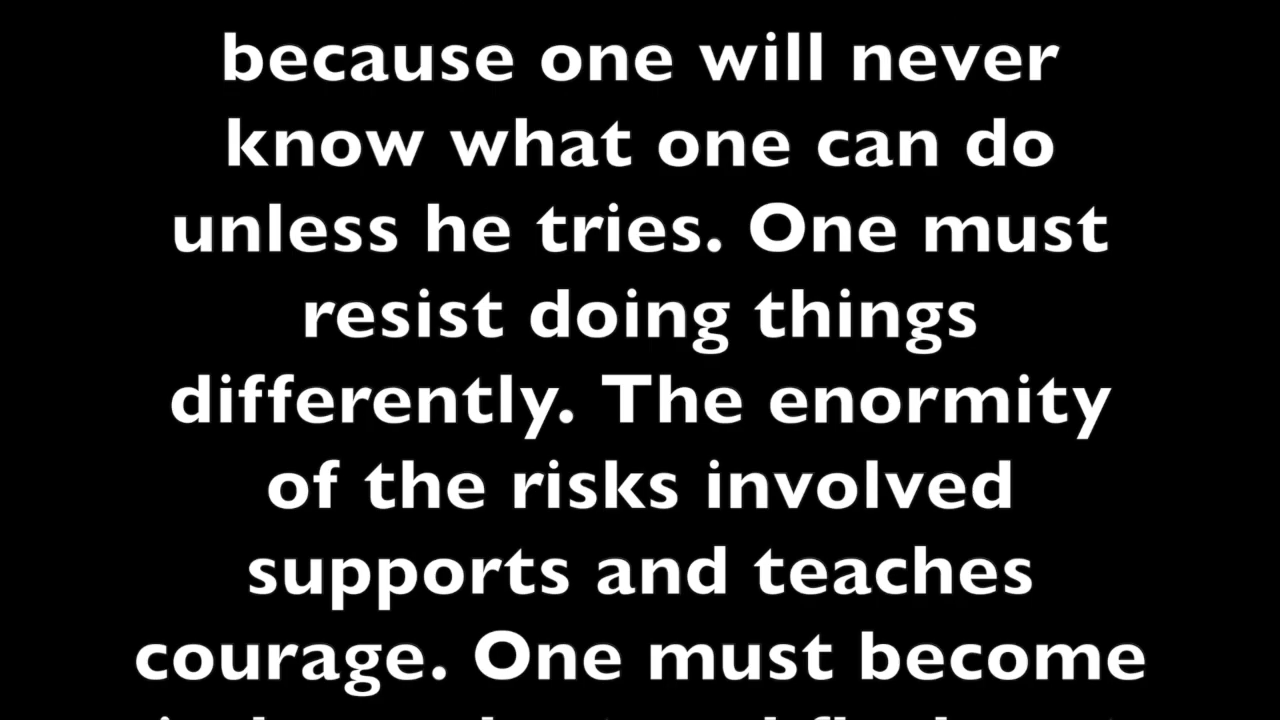 because one will never
know what one can do
unless he tries. One must
resist doing things
differently. The enormity
of the risks involved
supports and teaches
courage. One must become